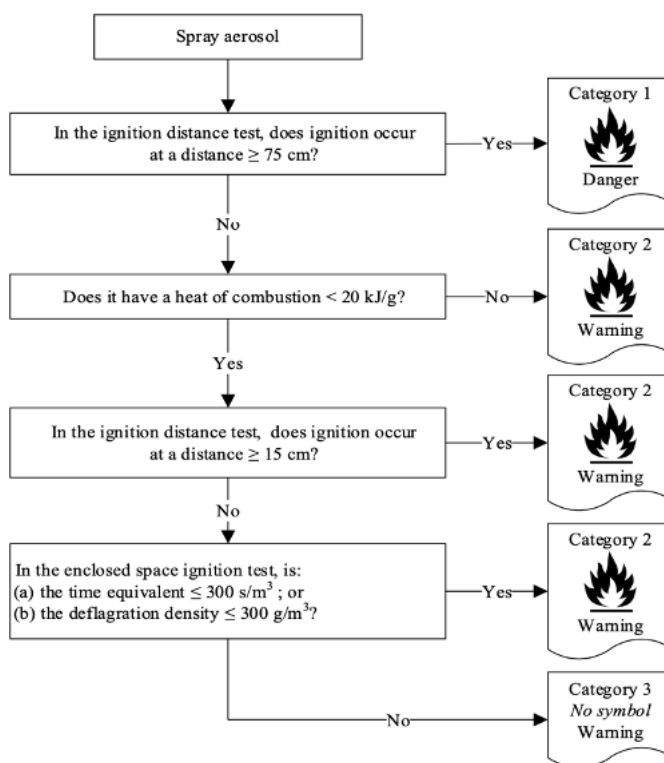 Spray aerosol
In the ignition distance test, does ignition occur
at a distance ≥ 75 cm?
Yes
Category 1
Danger
No
Does it have a heat of combustion < 20 kJ/g?
No
Category 2
Warning
Yes
In the ignition distance test, does ignition occur
at a distance ≥ 15 cm?
Yes
Category 2
Warning
No
In the enclosed space ignition test, is:
(a) the time equivalent ≤ 300 s/m³ ; or
(b) the deflagration density ≤ 300 g/m³?
Yes
Category 2
Warning
No
Category 3
No symbol
Warning